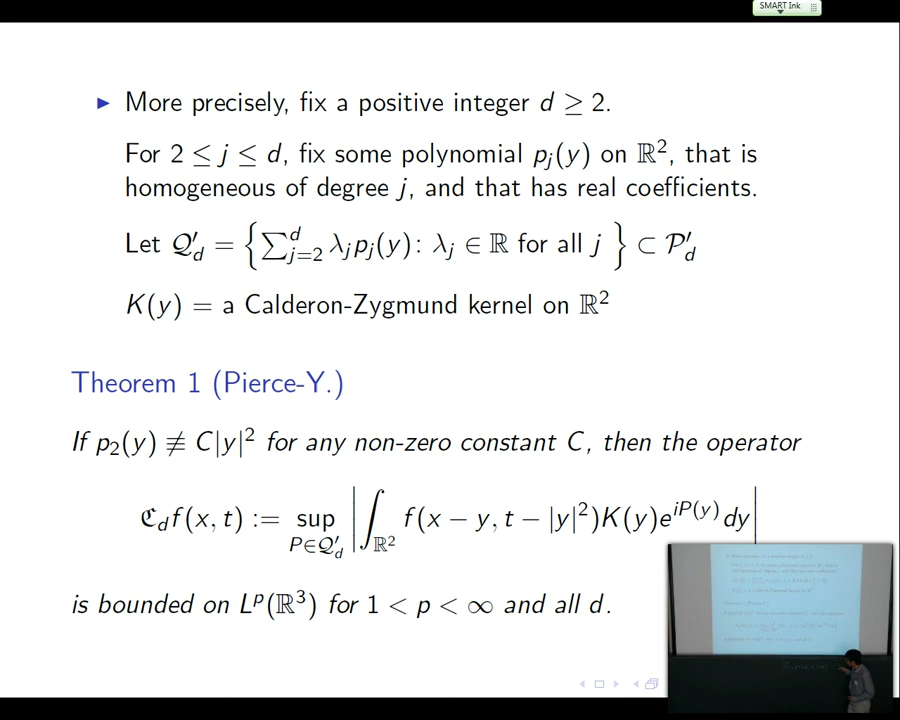 SMART Ink
▶ More precisely, fix a positive integer d ≥ 2.
For 2 ≤ j ≤ d, fix some polynomial p_j(y) on ℝ², that is
homogeneous of degree j, and that has real coefficients.
Let 𝒬′_d = { ∑_{j=2}^{d} λ_j p_j(y): λ_j ∈ ℝ for all j } ⊂ 𝒫′_d
K(y) = a Calderon-Zygmund kernel on ℝ²
Theorem 1 (Pierce-Y.)
If p₂(y) ≢ C|y|² for any non-zero constant C, then the operator
ℭ_d f(x, t) := sup_{P∈𝒬′_d} | ∫_{ℝ²} f(x − y, t − |y|²)K(y)e^{iP(y)} dy |
is bounded on L^p(ℝ³) for 1 < p < ∞ and all d.